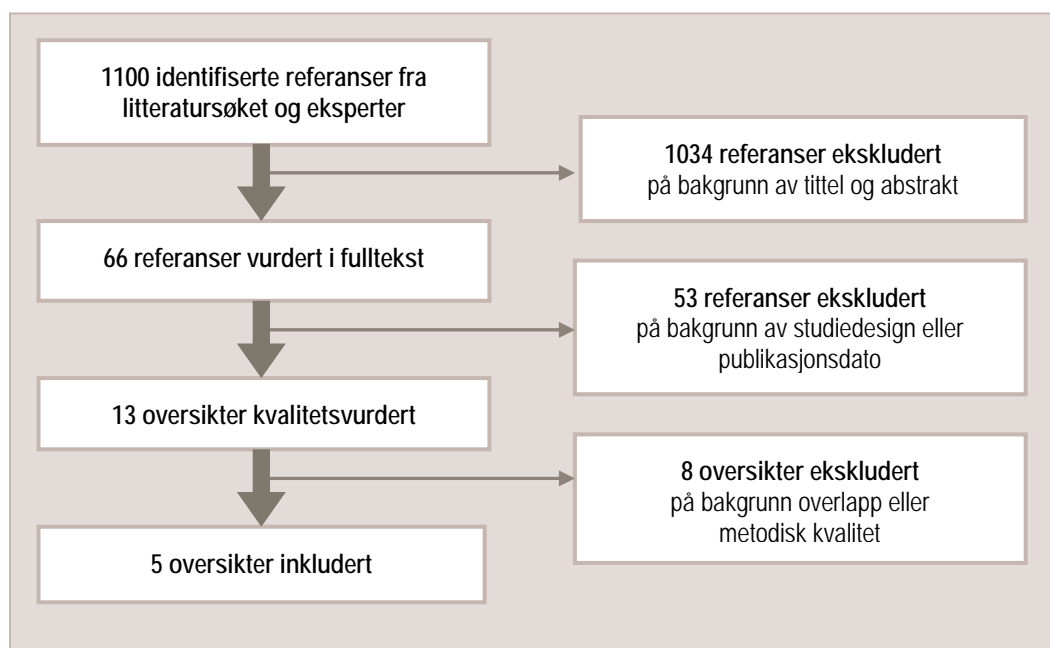 1100 identifiserte referanser fra
litteratursøket og eksperter
1034 referanser ekskludert
på bakgrunn av tittel og abstrakt
66 referanser vurdert i fulltekst
53 referanser ekskludert
på bakgrunn av studiedesign eller
publikasjonsdato
13 oversikter kvalitetsvurdert
8 oversikter ekskludert
på bakgrunn overlapp eller
metodisk kvalitet
5 oversikter inkludert